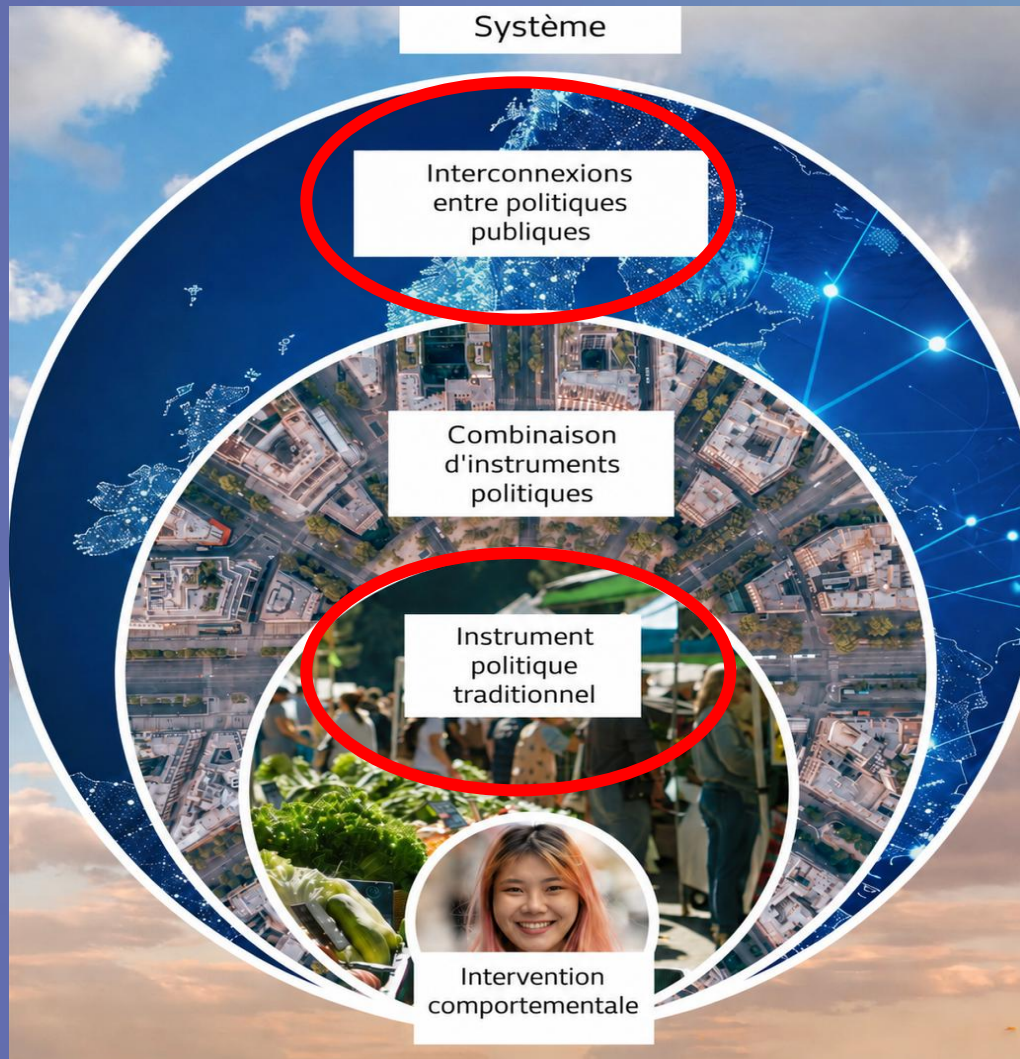 Système
Interconnexions
entre politiques
publiques
Combinaison
d'instruments
politiques
Instrument
politique
traditionnel
Intervention
comportementale